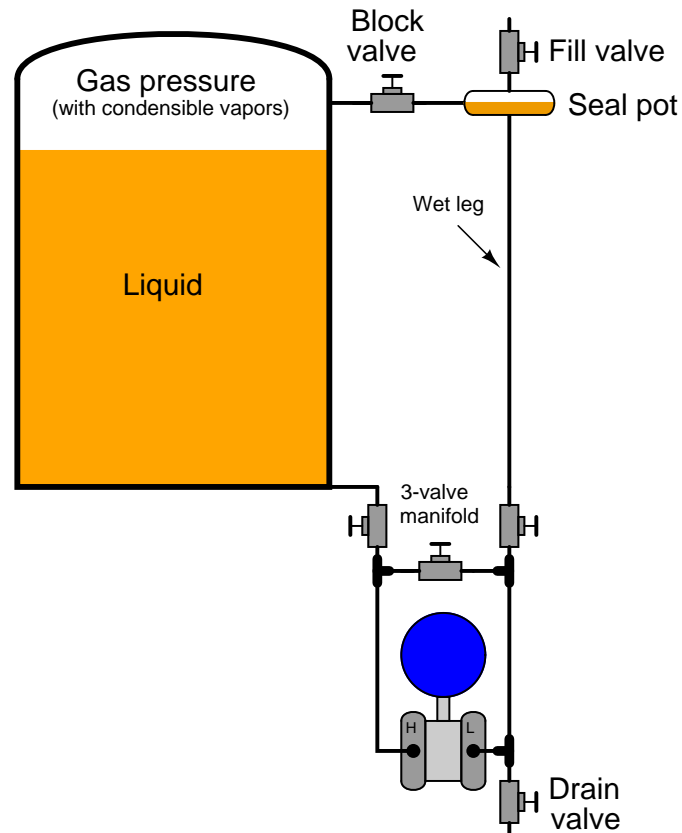 Block
valve
Fill valve
Gas pressure
(with condensible vapors)
Seal pot
Wet leg
Liquid
3-valve
manifold
H
L
Drain
valve